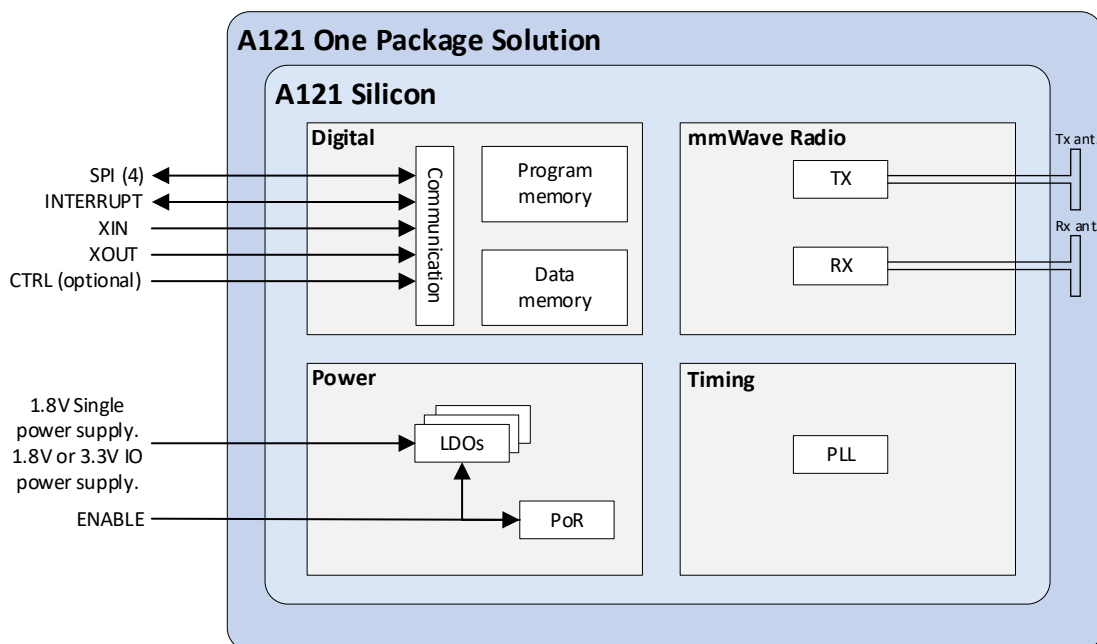 A121 One Package Solution
A121 Silicon
Digital
mmWave Radio
Tx ant.
SPI (4)
INTERRUPT
XIN
XOUT
CTRL (optional)
Communication
Program
memory
Data
memory
TX
RX
Rx ant.
Power
Timing
1.8V Single
power supply.
1.8V or 3.3V IO
power supply.
ENABLE
LDOs
PoR
PLL